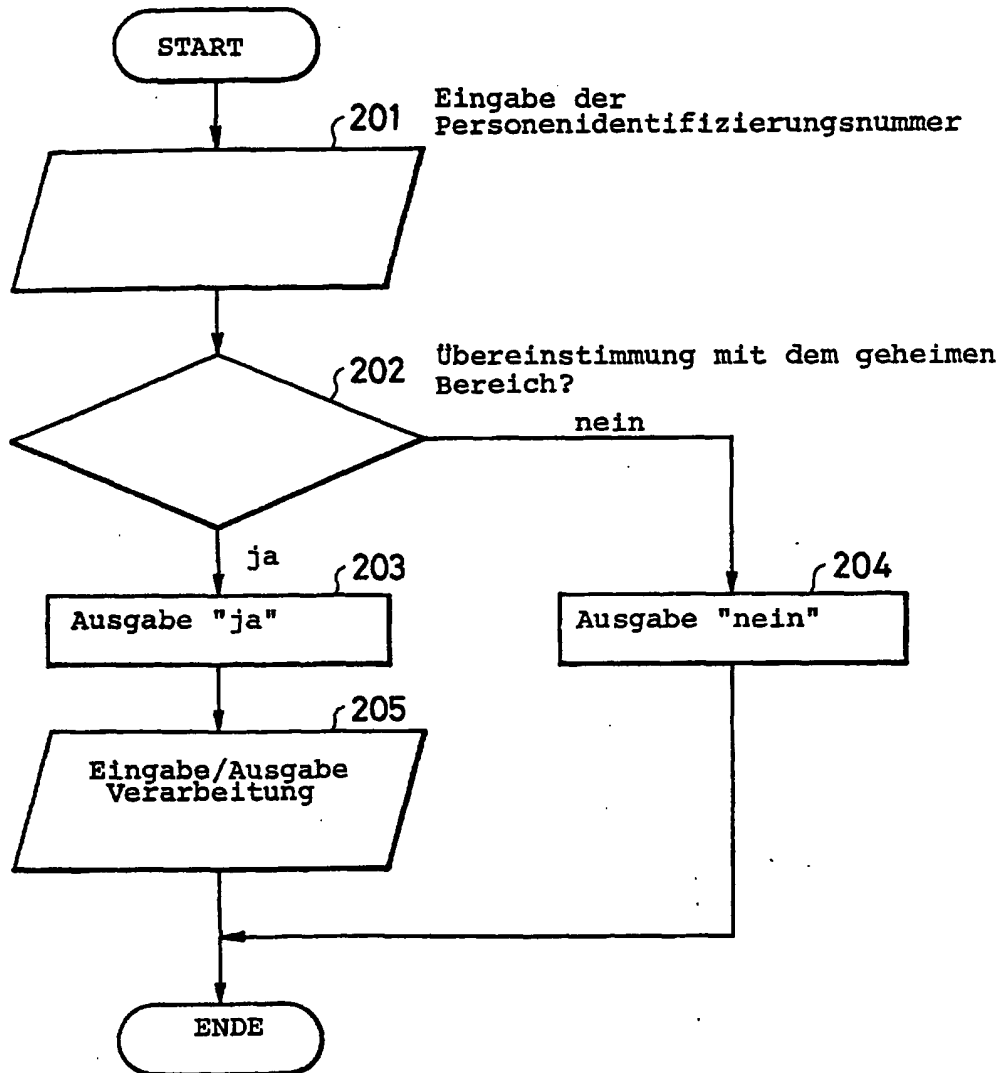 START
201
Eingabe der
Personenidentifizierungsnummer
202
Übereinstimmung mit dem geheimen
Bereich?
nein
ja
203
Ausgabe "ja"
204
Ausgabe "nein"
205
Eingabe/Ausgabe
Verarbeitung
ENDE